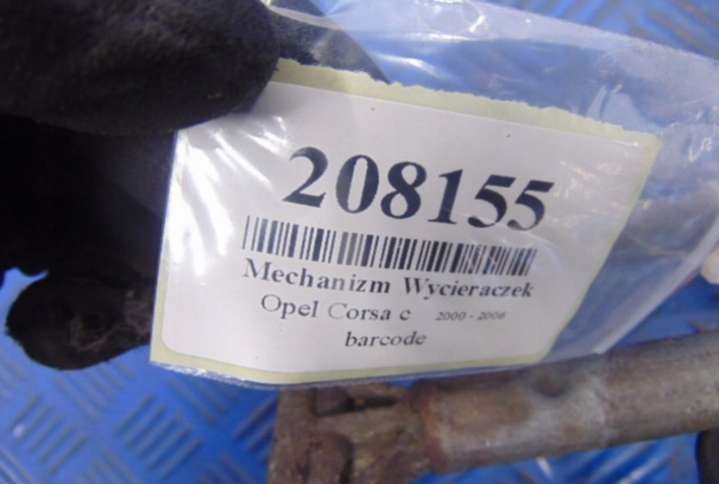 208155
Mechanizm Wycieraczek
Opel Corsa c 2000 - 2006
barcode